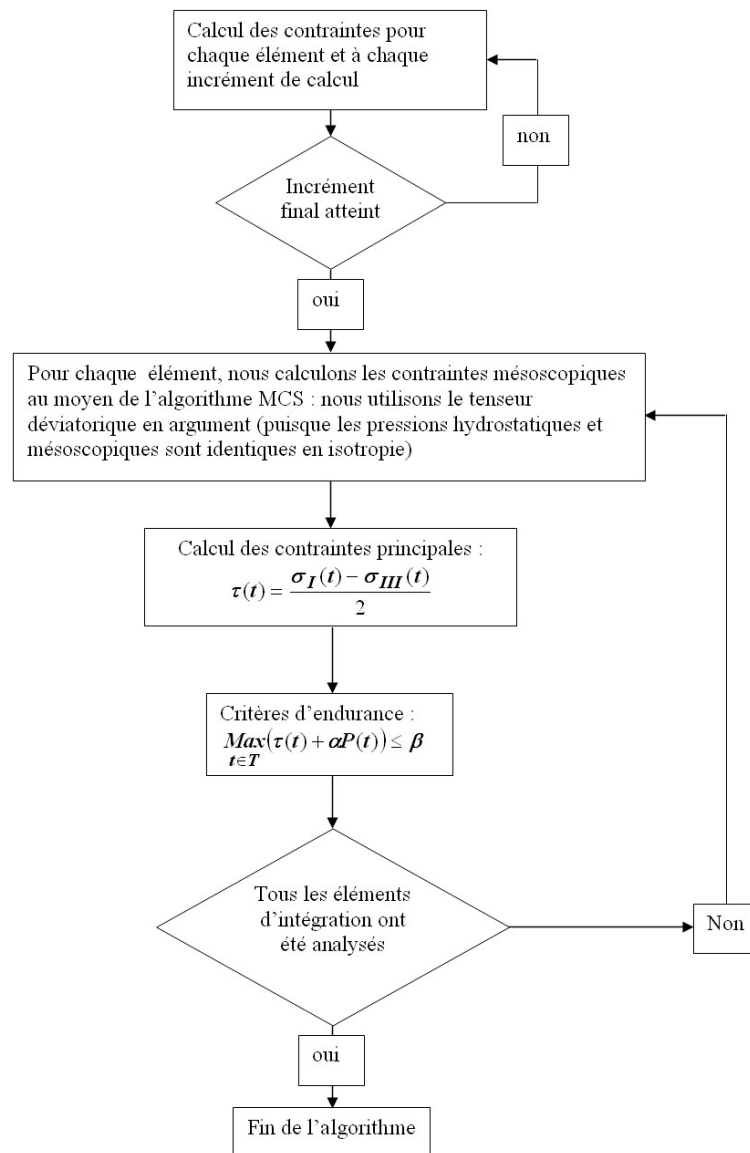 Calcul des contraintes pour
chaque élément et à chaque
incrément de calcul
non
Incrément
final atteint
oui
Pour chaque élément, nous calculons les contraintes mésoscopiques
au moyen de l'algorithme MCS : nous utilisons le tenseur
déviatorique en argument (puisque les pressions hydrostatiques et
mésoscopiques sont identiques en isotropie)
Calcul des contraintes principales :
τ(t) = (σ_I(t) − σ_III(t)) / 2
Critères d'endurance :
Max_{t∈T}(τ(t) + αP(t)) ≤ β
Tous les éléments
d'intégration ont
été analysés
Non
oui
Fin de l'algorithme